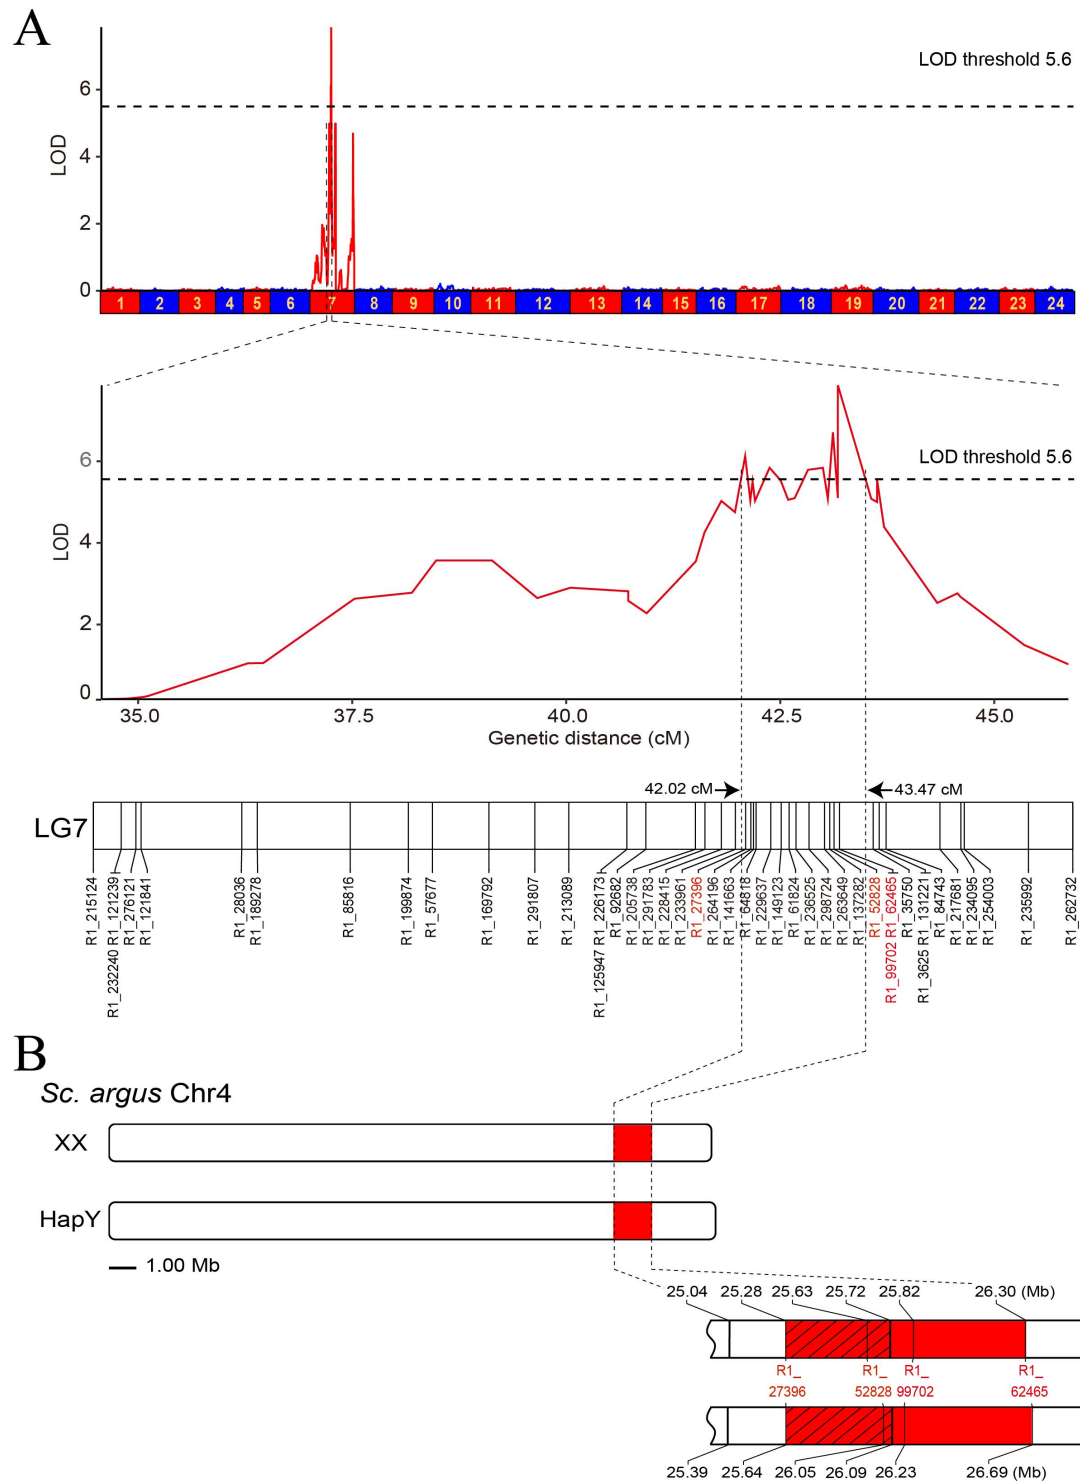 A
LOD threshold 5.6
LOD
6
4
2
0
1 2 3 4 5 6 7 8 9 10 11 12 13 14 15 16 17 18 19 20 21 22 23 24
LOD threshold 5.6
LOD
6
4
2
0
35.0 37.5 40.0 42.5 45.0
Genetic distance (cM)
42.02 cM 43.47 cM
LG7
R1_215124
R1_232240 R1_121239
R1_276121
R1_121841
R1_28036
R1_189278
R1_85816
R1_199874
R1_57677
R1_169792
R1_291807
R1_213089
R1_125947 R1_226173
R1_92682
R1_205738
R1_291783
R1_228415
R1_233961
R1_27396
R1_264196
R1_141663
R1_64818
R1_229637
R1_149123
R1_61824
R1_236525
R1_298724
R1_263649
R1_137282
R1_52828
R1_99702 R1_62465
R1_35750
R1_3625 R1_131221
R1_84743
R1_217681
R1_234095
R1_254003
R1_235992
R1_262732
B
Sc. argus Chr4
XX
HapY
1.00 Mb
25.04 25.28 25.63 25.72 25.82 26.30 (Mb)
R1_ R1_ R1_ R1_
27396 52828 99702 62465
25.39 25.64 26.05 26.09 26.23 26.69 (Mb)